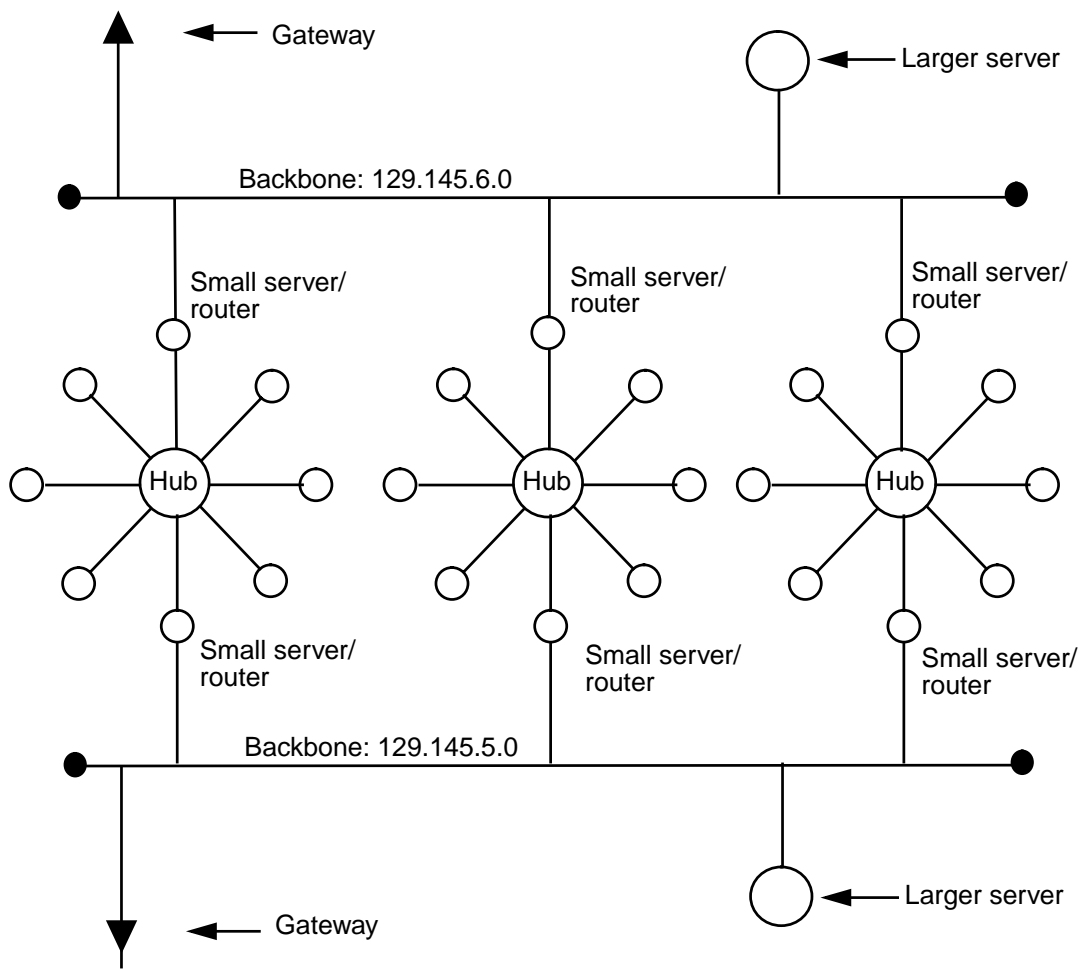 Gateway
Larger server
Backbone: 129.145.6.0
Small server/
router
Small server/
router
Small server/
router
Hub
Hub
Hub
Small server/
router
Small server/
router
Small server/
router
Backbone: 129.145.5.0
Larger server
Gateway